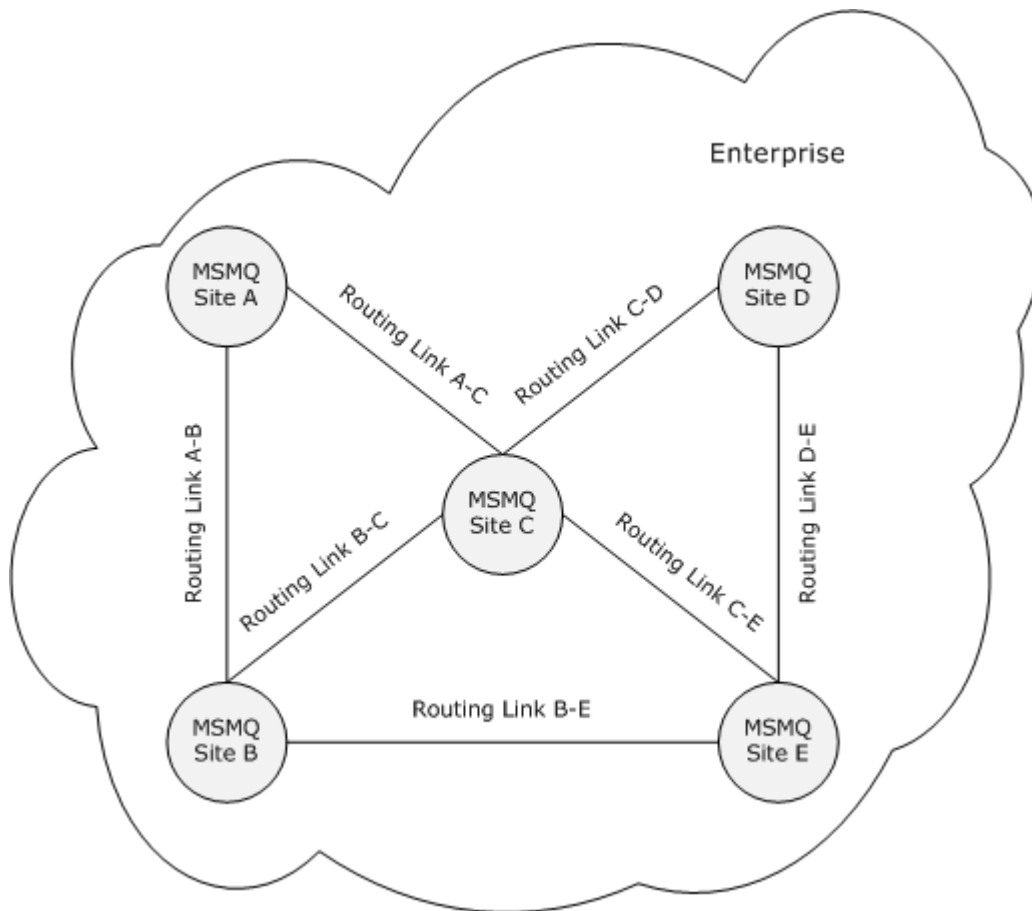 Enterprise
MSMQ
Site A
MSMQ
Site D
Routing Link A-C
Routing Link C-D
Routing Link A-B
Routing Link D-E
MSMQ
Site C
Routing Link B-C
Routing Link C-E
Routing Link B-E
MSMQ
Site B
MSMQ
Site E